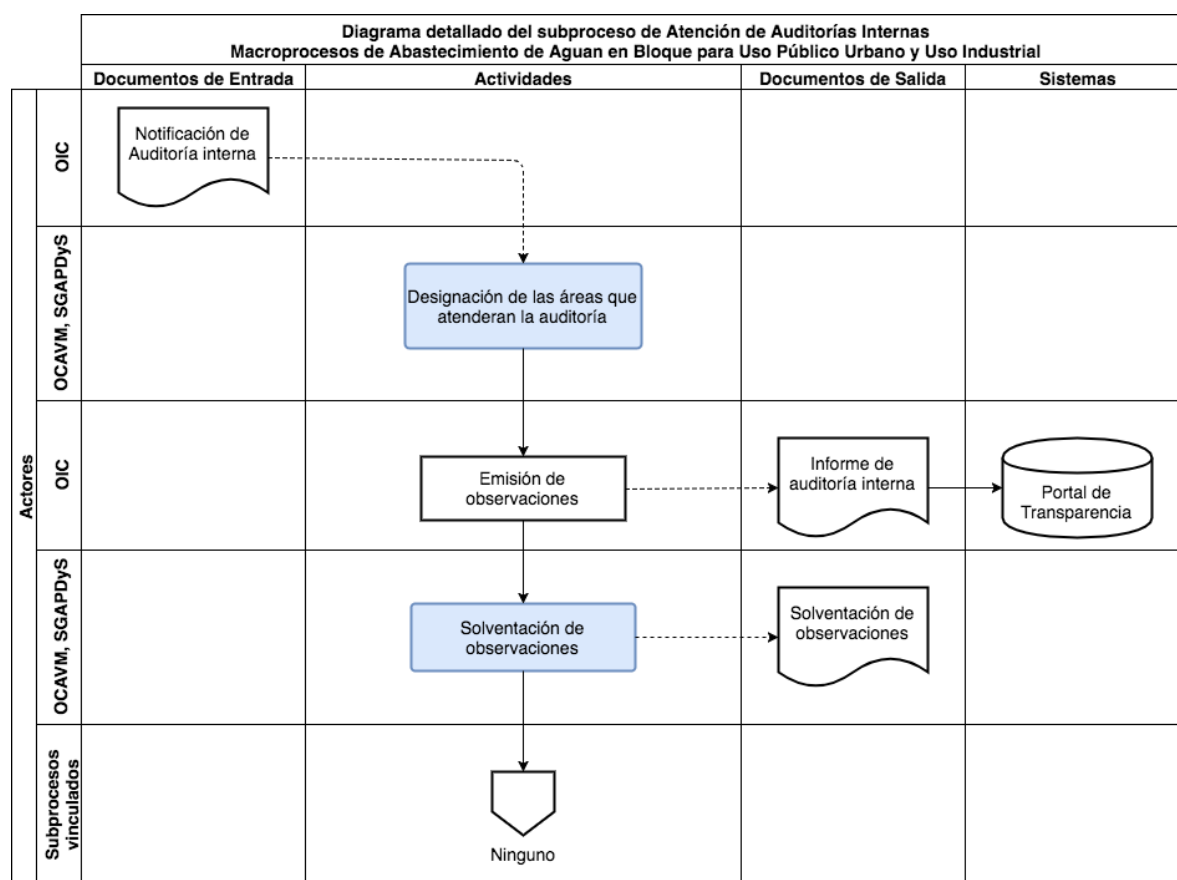 Diagrama detallado del subproceso de Atención de Auditorías Internas
Macroprocesos de Abastecimiento de Aguan en Bloque para Uso Público Urbano y Uso Industrial
Documentos de Entrada
Actividades
Documentos de Salida
Sistemas
Actores
OIC
Notificación de
Auditoría interna
OCAVM, SGAPDyS
Designación de las áreas que
atenderan la auditoría
OIC
Emisión de
observaciones
Informe de
auditoría interna
Portal de
Transparencia
OCAVM, SGAPDyS
Solventación de
observaciones
Solventación de
observaciones
Subprocesos
vinculados
Ninguno